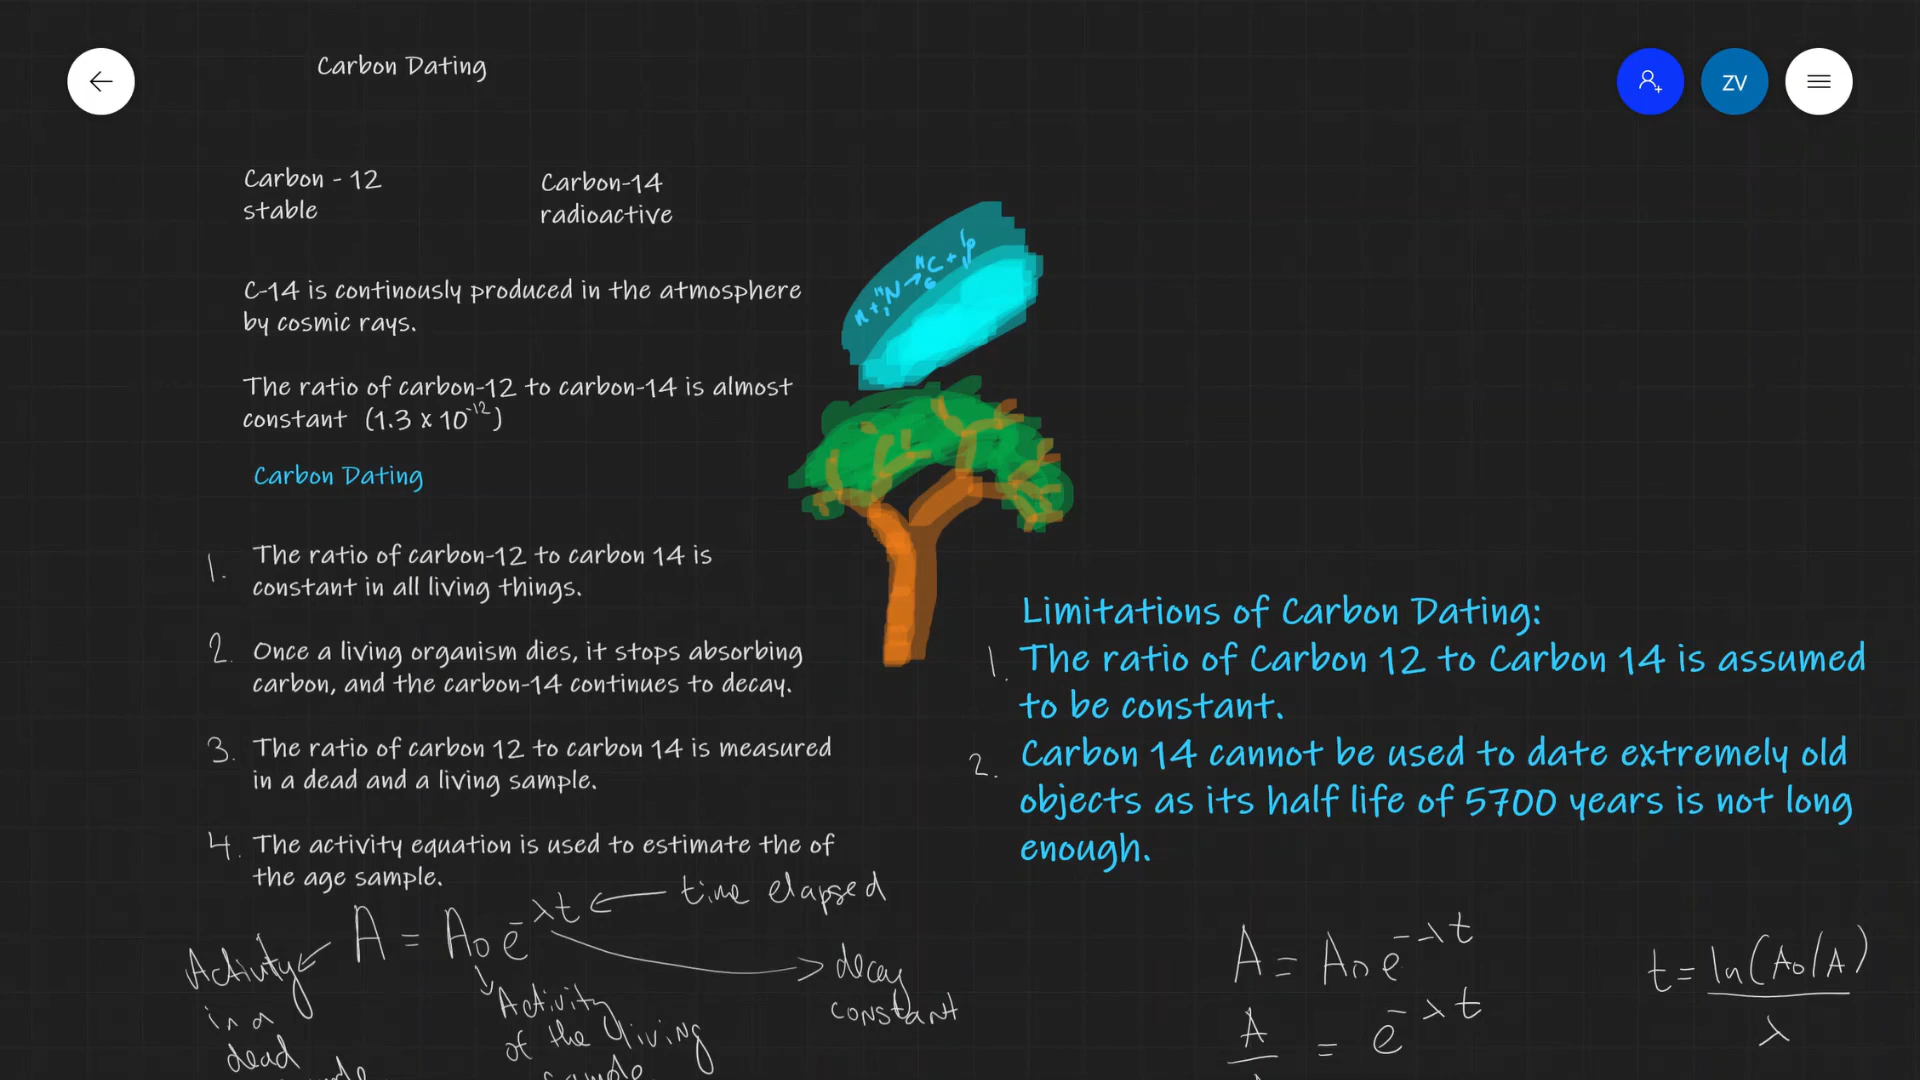 Carbon Dating
ZV
Carbon - 12
stable
Carbon-14
radioactive
C-14 is continously produced in the atmosphere
by cosmic rays.
The ratio of carbon-12 to carbon-14 is almost
constant (1.3 x 10⁻¹²)
Carbon Dating
1. The ratio of carbon-12 to carbon 14 is
constant in all living things.
2. Once a living organism dies, it stops absorbing
carbon, and the carbon-14 continues to decay.
3. The ratio of carbon 12 to carbon 14 is measured
in a dead and a living sample.
4. The activity equation is used to estimate the of
the age sample.
A = A₀ e^-λt
time elapsed
decay
constant
Activity
in a
dead
Activity
of the living
sample
Limitations of Carbon Dating:
1. The ratio of Carbon 12 to Carbon 14 is assumed
to be constant.
2. Carbon 14 cannot be used to date extremely old
objects as its half life of 5700 years is not long
enough.
A = A₀ e^-λt
A = e^-λt
t = ln(A₀/A)
λ